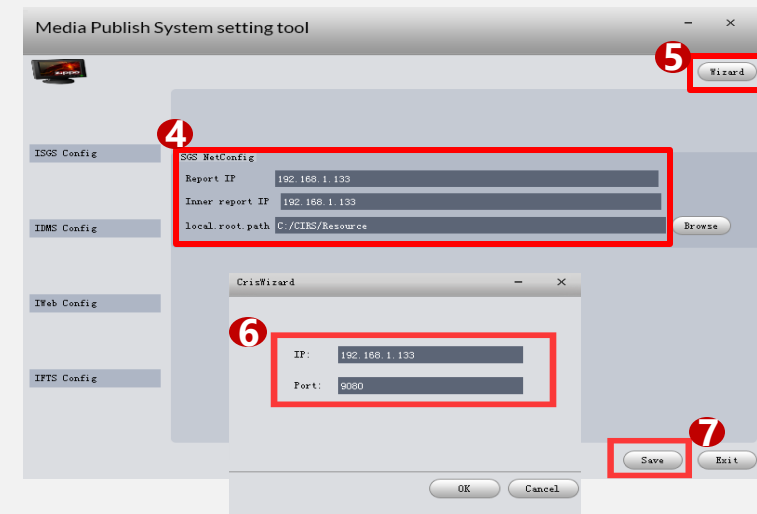 Media Publish System setting tool
zippo
5
Wizard
4
ISGS Config
SGS NetConfig
Report IP 192.168.1.133
Inner report IP 192.168.1.133
local.root.path C:/CIRS/Resource
Browse
IDMS Config
CrisWizard
IWeb Config
6
IP: 192.168.1.133
Port: 9080
IFTS Config
7
Save
Exit
OK
Cancel